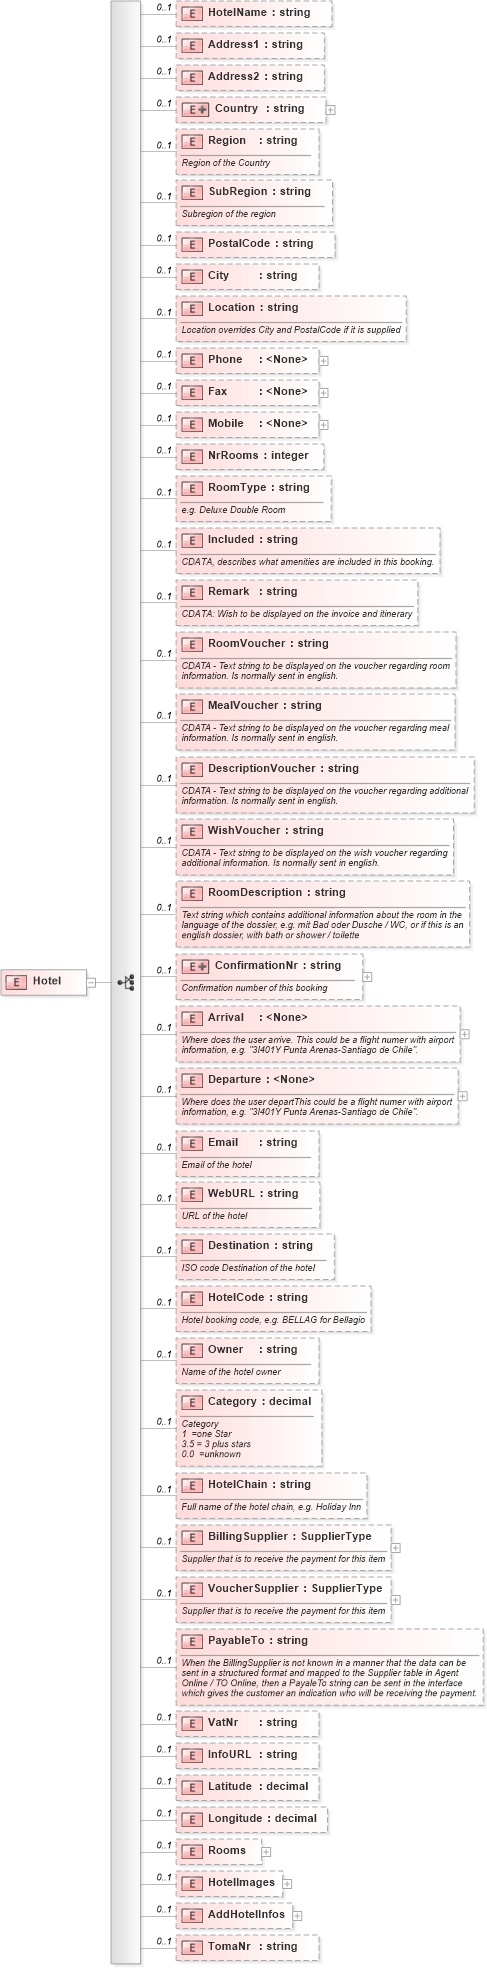 0..1
E HotelName : string
0..1
E Address1 : string
0..1
E Address2 : string
0..1
E Country : string
0..1
E Region : string
Region of the Country
0..1
E SubRegion : string
Subregion of the region
0..1
E PostalCode : string
0..1
E City : string
0..1
E Location : string
Location overrides City and PostalCode if it is supplied
0..1
E Phone : <None>
0..1
E Fax : <None>
0..1
E Mobile : <None>
0..1
E NrRooms : integer
0..1
E RoomType : string
e.g. Deluxe Double Room
0..1
E Included : string
CDATA, describes what amenities are included in this booking.
0..1
E Remark : string
CDATA: Wish to be displayed on the invoice and itinerary
0..1
E RoomVoucher : string
CDATA - Text string to be displayed on the voucher regarding room
information. Is normally sent in english.
0..1
E MealVoucher : string
CDATA - Text string to be displayed on the voucher regarding meal
information. Is normally sent in english.
0..1
E DescriptionVoucher : string
CDATA - Text string to be displayed on the voucher regarding additional
information. Is normally sent in english.
0..1
E WishVoucher : string
CDATA - Text string to be displayed on the wish voucher regarding
additional information. Is normally sent in english.
0..1
E RoomDescription : string
Text string which contains additional information about the room in the
language of the dossier, e.g. mit Bad oder Dusche / WC, or if this is an
english dossier, with bath or shower / toilette
E Hotel
0..1
E ConfirmationNr : string
Confirmation number of this booking
0..1
E Arrival : <None>
Where does the user arrive. This could be a flight numer with airport
information, e.g. "3I401Y Punta Arenas-Santiago de Chile".
0..1
E Departure : <None>
Where does the user departThis could be a flight numer with airport
information, e.g. "3I401Y Punta Arenas-Santiago de Chile".
0..1
E Email : string
Email of the hotel
0..1
E WebURL : string
URL of the hotel
0..1
E Destination : string
ISO code Destination of the hotel
0..1
E HotelCode : string
Hotel booking code, e.g. BELLAG for Bellagio
0..1
E Owner : string
Name of the hotel owner
0..1
E Category : decimal
Category
1 =one Star
3.5 = 3 plus stars
0.0 =unknown
0..1
E HotelChain : string
Full name of the hotel chain, e.g. Holiday Inn
0..1
E BillingSupplier : SupplierType
Supplier that is to receive the payment for this item
0..1
E VoucherSupplier : SupplierType
Supplier that is to receive the payment for this item
0..1
E PayableTo : string
When the BillingSupplier is not known in a manner that the data can be
sent in a structured format and mapped to the Supplier table in Agent
Online / TO Online, then a PayaleTo string can be sent in the interface
which gives the customer an indication who will be receiving the payment.
0..1
E VatNr : string
0..1
E InfoURL : string
0..1
E Latitude : decimal
0..1
E Longitude : decimal
0..1
E Rooms
0..1
E HotelImages
0..1
E AddHotelInfos
0..1
E TomaNr : string